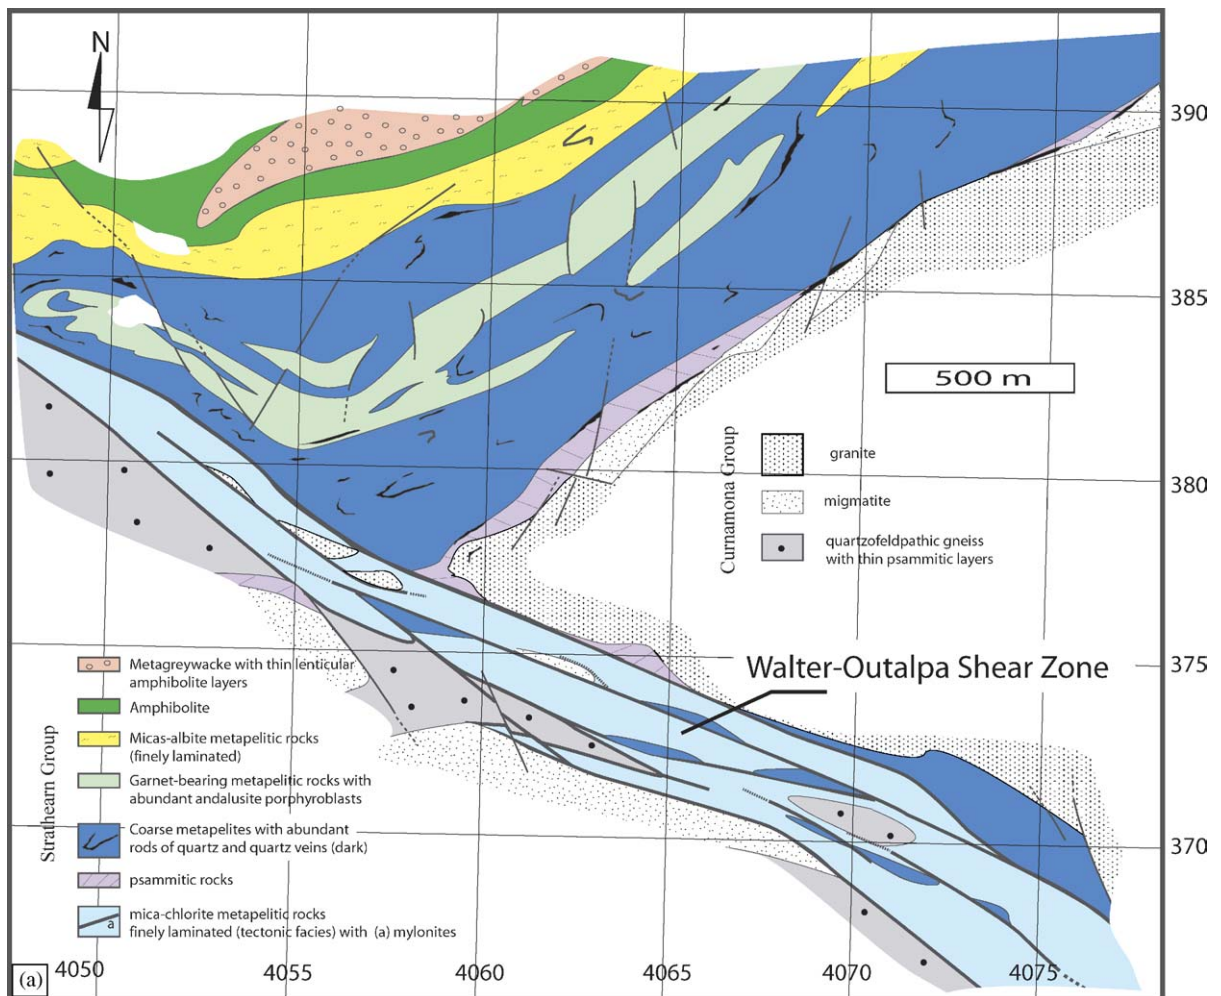 N
390
385
500 m
Curnamona Group
granite
migmatite
quartzofeldpathic gneiss
with thin psammitic layers
380
375
Walter-Outalpa Shear Zone
370
Strathearn Group
Metagreywacke with thin lenticular
amphibolite layers
Amphibolite
Micas-albite metapelitic rocks
(finely laminated)
Garnet-bearing metapelitic rocks with
abundant andalusite porphyroblasts
Coarse metapelites with abundant
rods of quartz and quartz veins (dark)
psammitic rocks
a
mica-chlorite metapelitic rocks
finely laminated (tectonic facies) with (a) mylonites
(a)
4050
4055
4060
4065
4070
4075